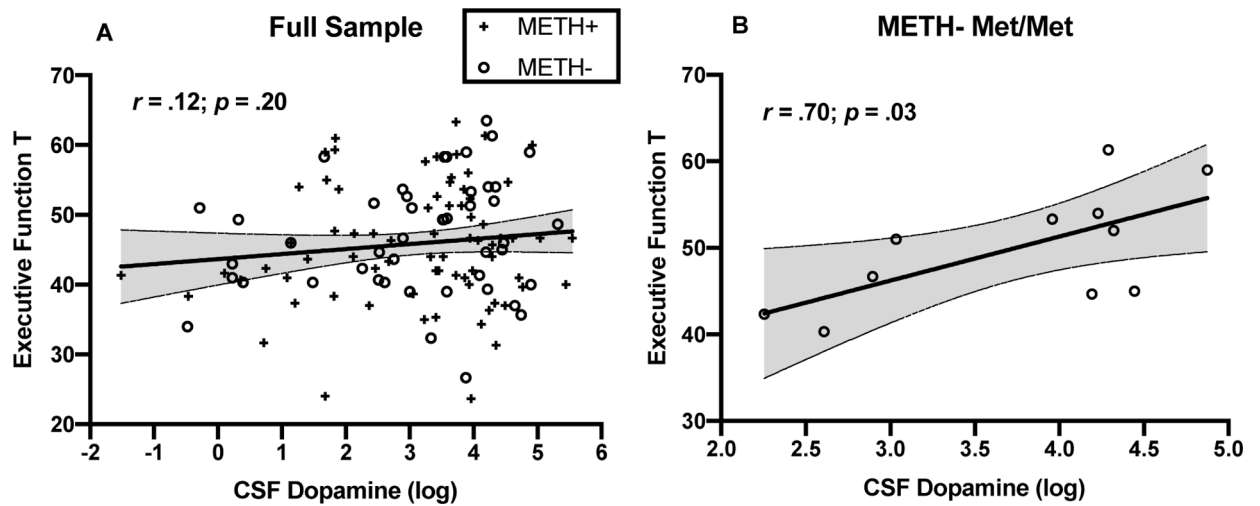 A
Full Sample
METH+
METH-
r = .12; p = .20
Executive Function T
70
60
50
40
30
20
-2 -1 0 1 2 3 4 5 6
CSF Dopamine (log)
B
METH- Met/Met
r = .70; p = .03
Executive Function T
70
60
50
40
30
2.0 2.5 3.0 3.5 4.0 4.5 5.0
CSF Dopamine (log)